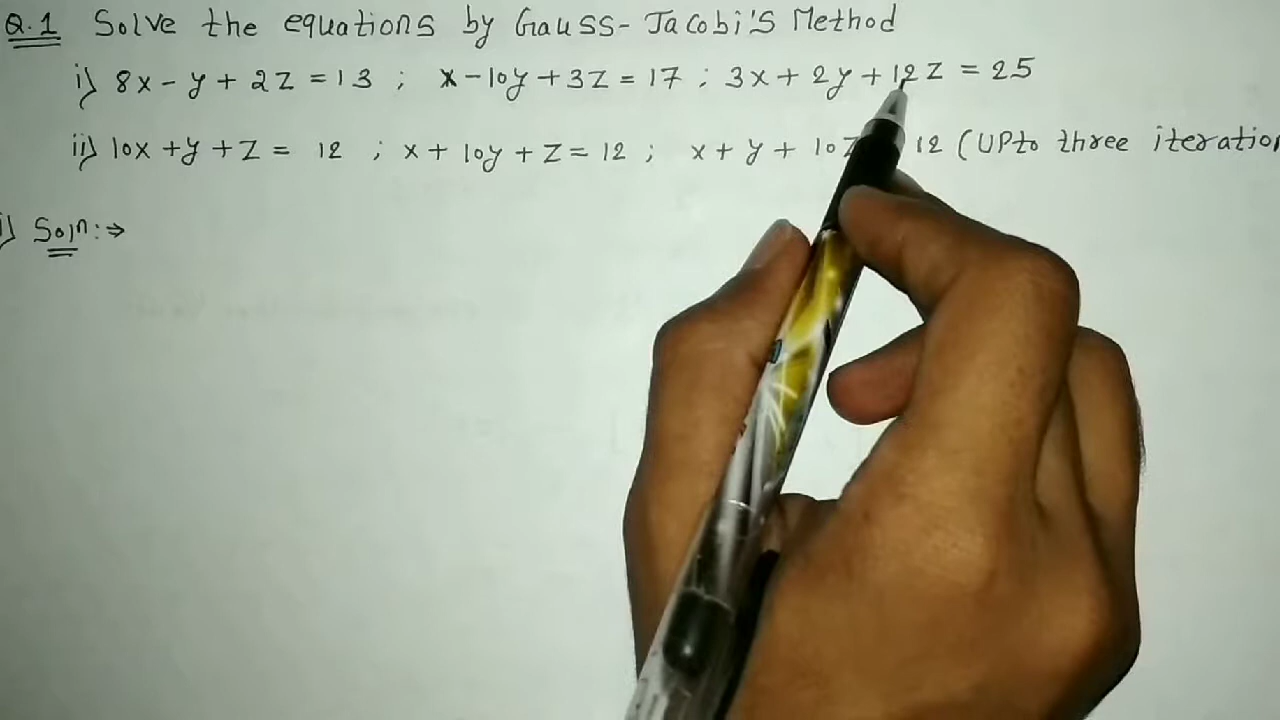 Q.1 Solve the equations by Gauss-Jacobi's Method
i) 8x - y + 2z = 13 ; x - 10y + 3z = 17 ; 3x + 2y + 12z = 25
ii) 10x + y + z = 12 ; x + 10y + z = 12 ; x + y + 10z 12 (UPto three iteration
i) Soln:⇒